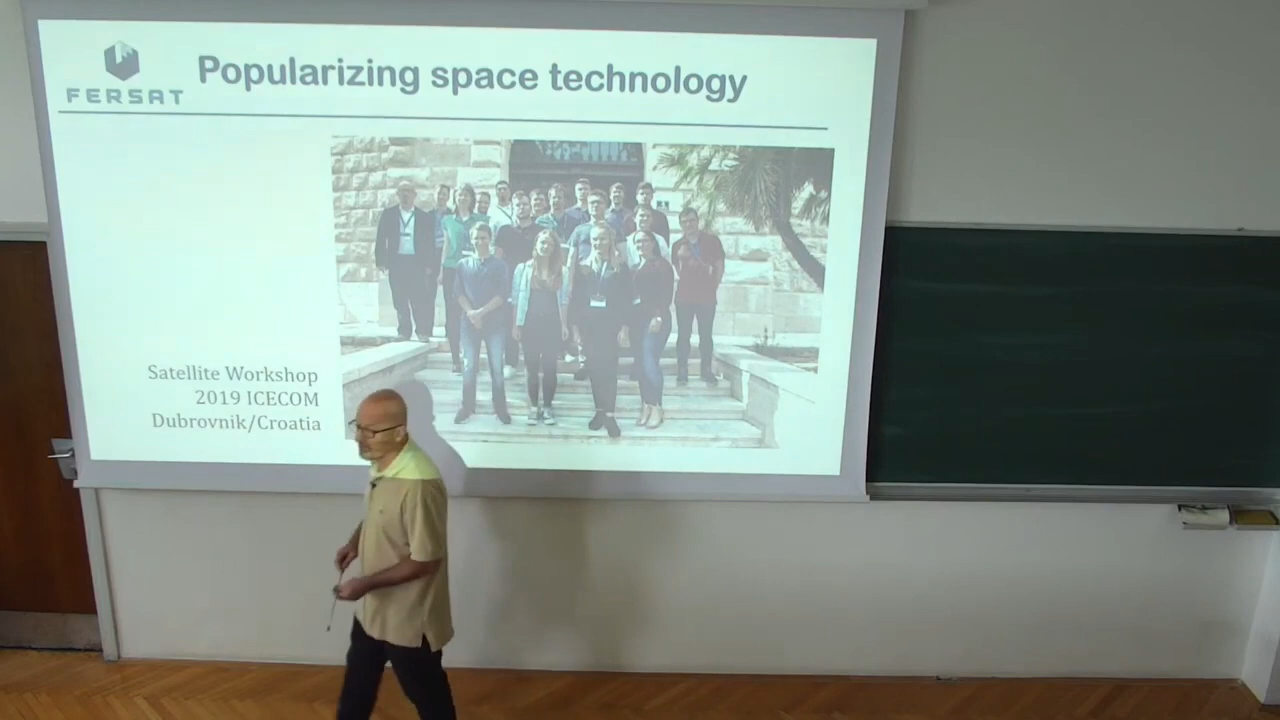 FERSAT
Popularizing space technology
Satellite Workshop
2019 ICECOM
Dubrovnik/Croatia